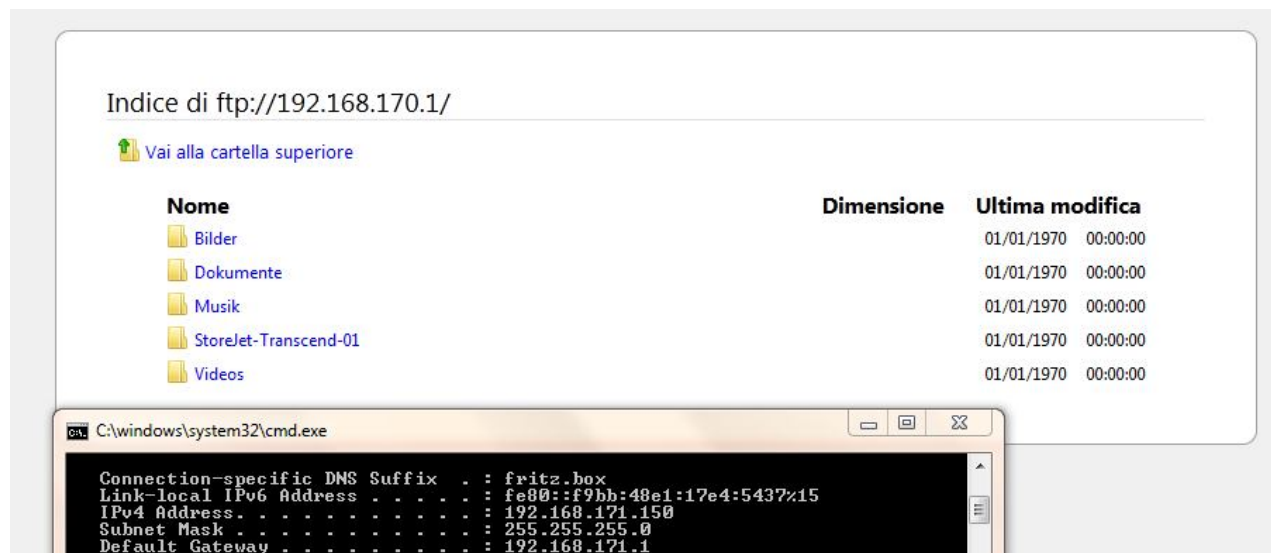 Indice di ftp://192.168.170.1/
Vai alla cartella superiore
Nome Dimensione Ultima modifica
Bilder 01/01/1970 00:00:00
Dokumente 01/01/1970 00:00:00
Musik 01/01/1970 00:00:00
StoreJet-Transcend-01 01/01/1970 00:00:00
Videos 01/01/1970 00:00:00
C:\windows\system32\cmd.exe
Connection-specific DNS Suffix . : fritz.box
Link-local IPv6 Address . . . . . : fe80::f9bb:48e1:17e4:5437%15
IPv4 Address. . . . . . . . . . . : 192.168.171.150
Subnet Mask . . . . . . . . . . . : 255.255.255.0
Default Gateway . . . . . . . . . : 192.168.171.1